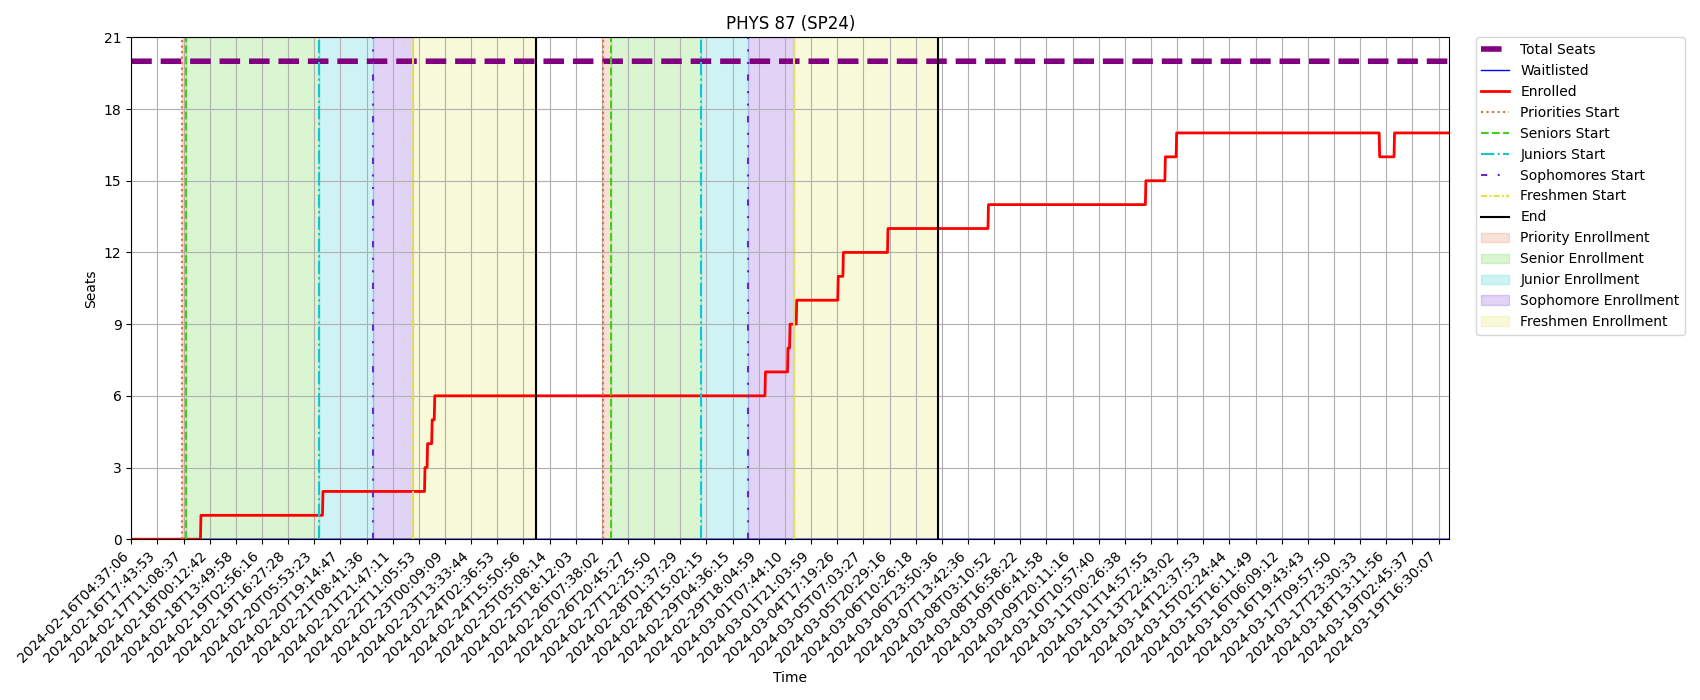 PHYS 87 (SP24)
Seats
21
18
15
12
9
6
3
0
2024-02-16T04:37:06
2024-02-16T17:43:53
2024-02-17T11:08:37
2024-02-18T00:12:42
2024-02-18T13:49:58
2024-02-19T02:56:16
2024-02-19T16:27:28
2024-02-20T05:53:23
2024-02-20T19:14:47
2024-02-21T08:41:36
2024-02-21T21:47:11
2024-02-22T11:05:53
2024-02-23T00:09:09
2024-02-23T13:33:44
2024-02-24T02:36:53
2024-02-24T15:50:56
2024-02-25T05:08:14
2024-02-25T18:12:03
2024-02-26T07:38:02
2024-02-26T20:45:27
2024-02-27T12:25:50
2024-02-28T01:37:29
2024-02-28T15:02:15
2024-02-29T04:36:15
2024-02-29T18:04:59
2024-03-01T07:44:10
2024-03-01T21:03:59
2024-03-04T17:19:26
2024-03-05T07:03:27
2024-03-05T20:29:16
2024-03-06T10:26:18
2024-03-06T23:50:36
2024-03-07T13:42:36
2024-03-08T03:10:52
2024-03-08T16:58:22
2024-03-09T06:41:58
2024-03-09T20:11:16
2024-03-10T10:57:40
2024-03-11T00:26:38
2024-03-11T14:57:55
2024-03-13T22:43:02
2024-03-14T12:37:53
2024-03-15T02:24:44
2024-03-15T16:11:49
2024-03-16T06:09:12
2024-03-16T19:43:43
2024-03-17T09:57:50
2024-03-17T23:30:33
2024-03-18T13:11:56
2024-03-19T02:45:37
2024-03-19T16:30:07
Time
Total Seats
Waitlisted
Enrolled
Priorities Start
Seniors Start
Juniors Start
Sophomores Start
Freshmen Start
End
Priority Enrollment
Senior Enrollment
Junior Enrollment
Sophomore Enrollment
Freshmen Enrollment